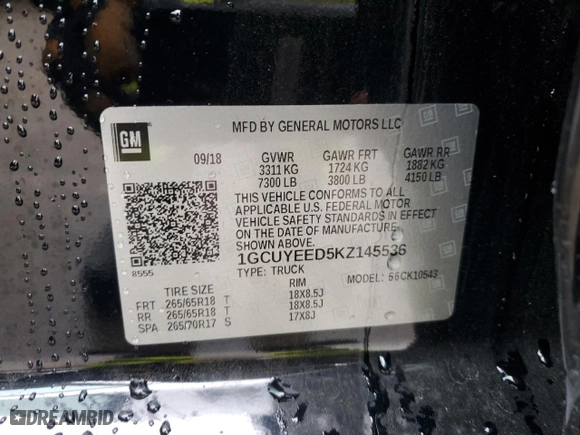 GM
MFD BY GENERAL MOTORS LLC
09/18 GVWR GAWR FRT GAWR RR
3311 KG 1724 KG 1882 KG
7300 LB 3800 LB 4150 LB
THIS VEHICLE CONFORMS TO ALL
APPLICABLE U.S. FEDERAL MOTOR
VEHICLE SAFETY STANDARDS IN EFFECT
ON THE DATE OF MANUFACTURE
SHOWN ABOVE.
8555 1GCUYEED5KZ145536
TYPE: TRUCK MODEL: 56CK10543
TIRE SIZE RIM
FRT 265/65R18 T 18X8.5J
RR 265/65R18 T 18X8.5J
SPA 265/70R17 S 17X8J
DREAMBID